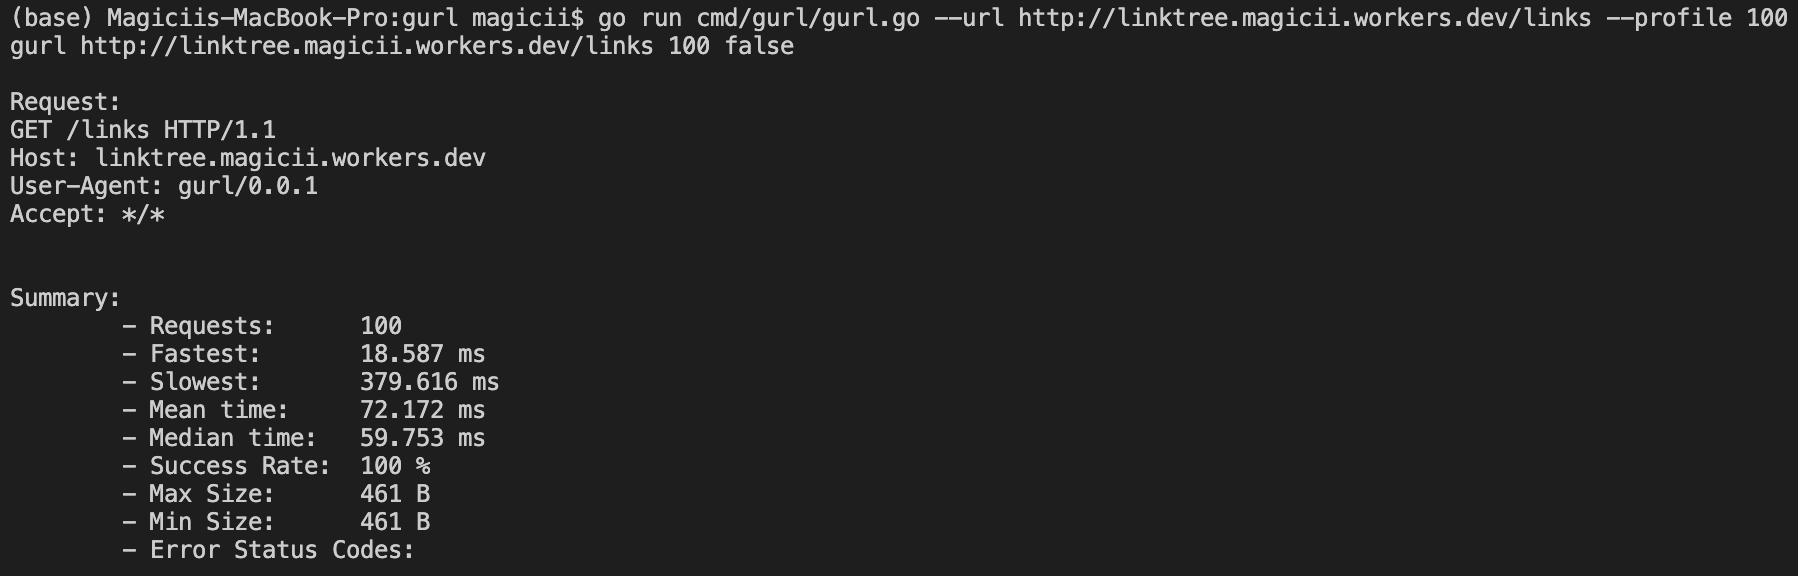 (base) Magiciis-MacBook-Pro:gurl magicii$ go run cmd/gurl/gurl.go --url http://linktree.magicii.workers.dev/links --profile 100
gurl http://linktree.magicii.workers.dev/links 100 false
Request:
GET /links HTTP/1.1
Host: linktree.magicii.workers.dev
User-Agent: gurl/0.0.1
Accept: */*
Summary:
- Requests: 100
- Fastest: 18.587 ms
- Slowest: 379.616 ms
- Mean time: 72.172 ms
- Median time: 59.753 ms
- Success Rate: 100 %
- Max Size: 461 B
- Min Size: 461 B
- Error Status Codes: